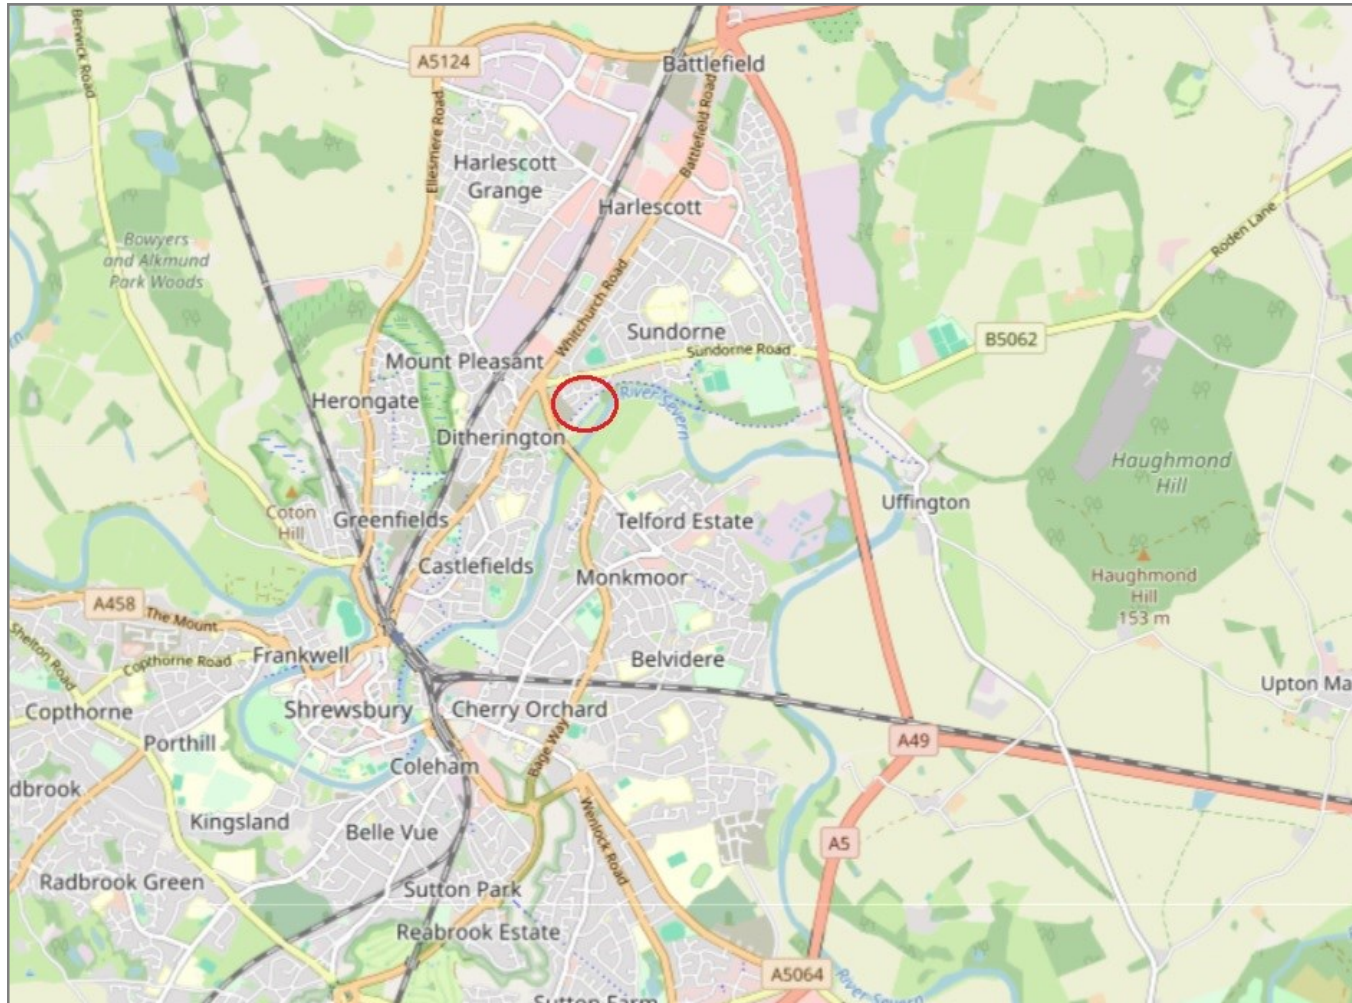 Berwick Road
A5124
Battlefield
Ellesmere Road
Battlefield Road
Harlescott
Grange
Harlescott
Roden Lane
Bowyers
and Alkmund
Park Woods
Whitchurch Road
Sundorne
B5062
Sundorne Road
Mount Pleasant
Herongate
River Severn
Ditherington
Haughmond
Hill
Uffington
Coton
Hill
Greenfields
Telford Estate
Castlefields
Monkmoor
Haughmond
Hill
153 m
A458
The Mount
Shelton Road
Copthorne Road
Frankwell
Belvidere
Upton Ma
Copthorne
Shrewsbury
Cherry Orchard
Porthill
Bage Way
A49
Coleham
dbrook
Kingsland
Belle Vue
Wenlock Road
A5
Radbrook Green
Sutton Park
Reabrook Estate
A5064
River Severn
Sutton Farm